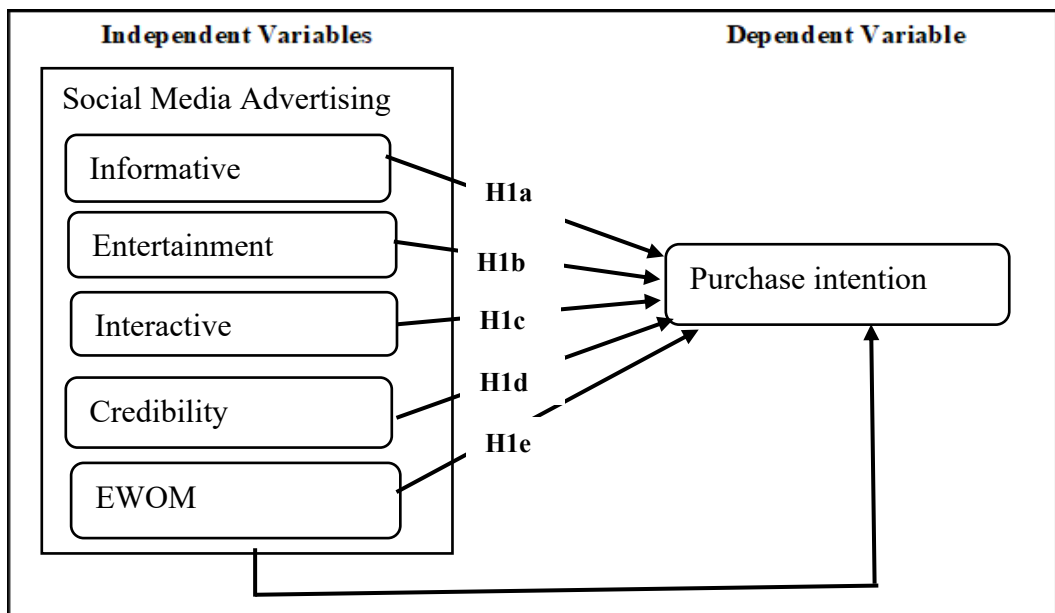 Independent Variables
Dependent Variable
Social Media Advertising
Informative
H1a
Entertainment
H1b
Purchase intention
Interactive
H1c
Credibility
H1d
EWOM
H1e